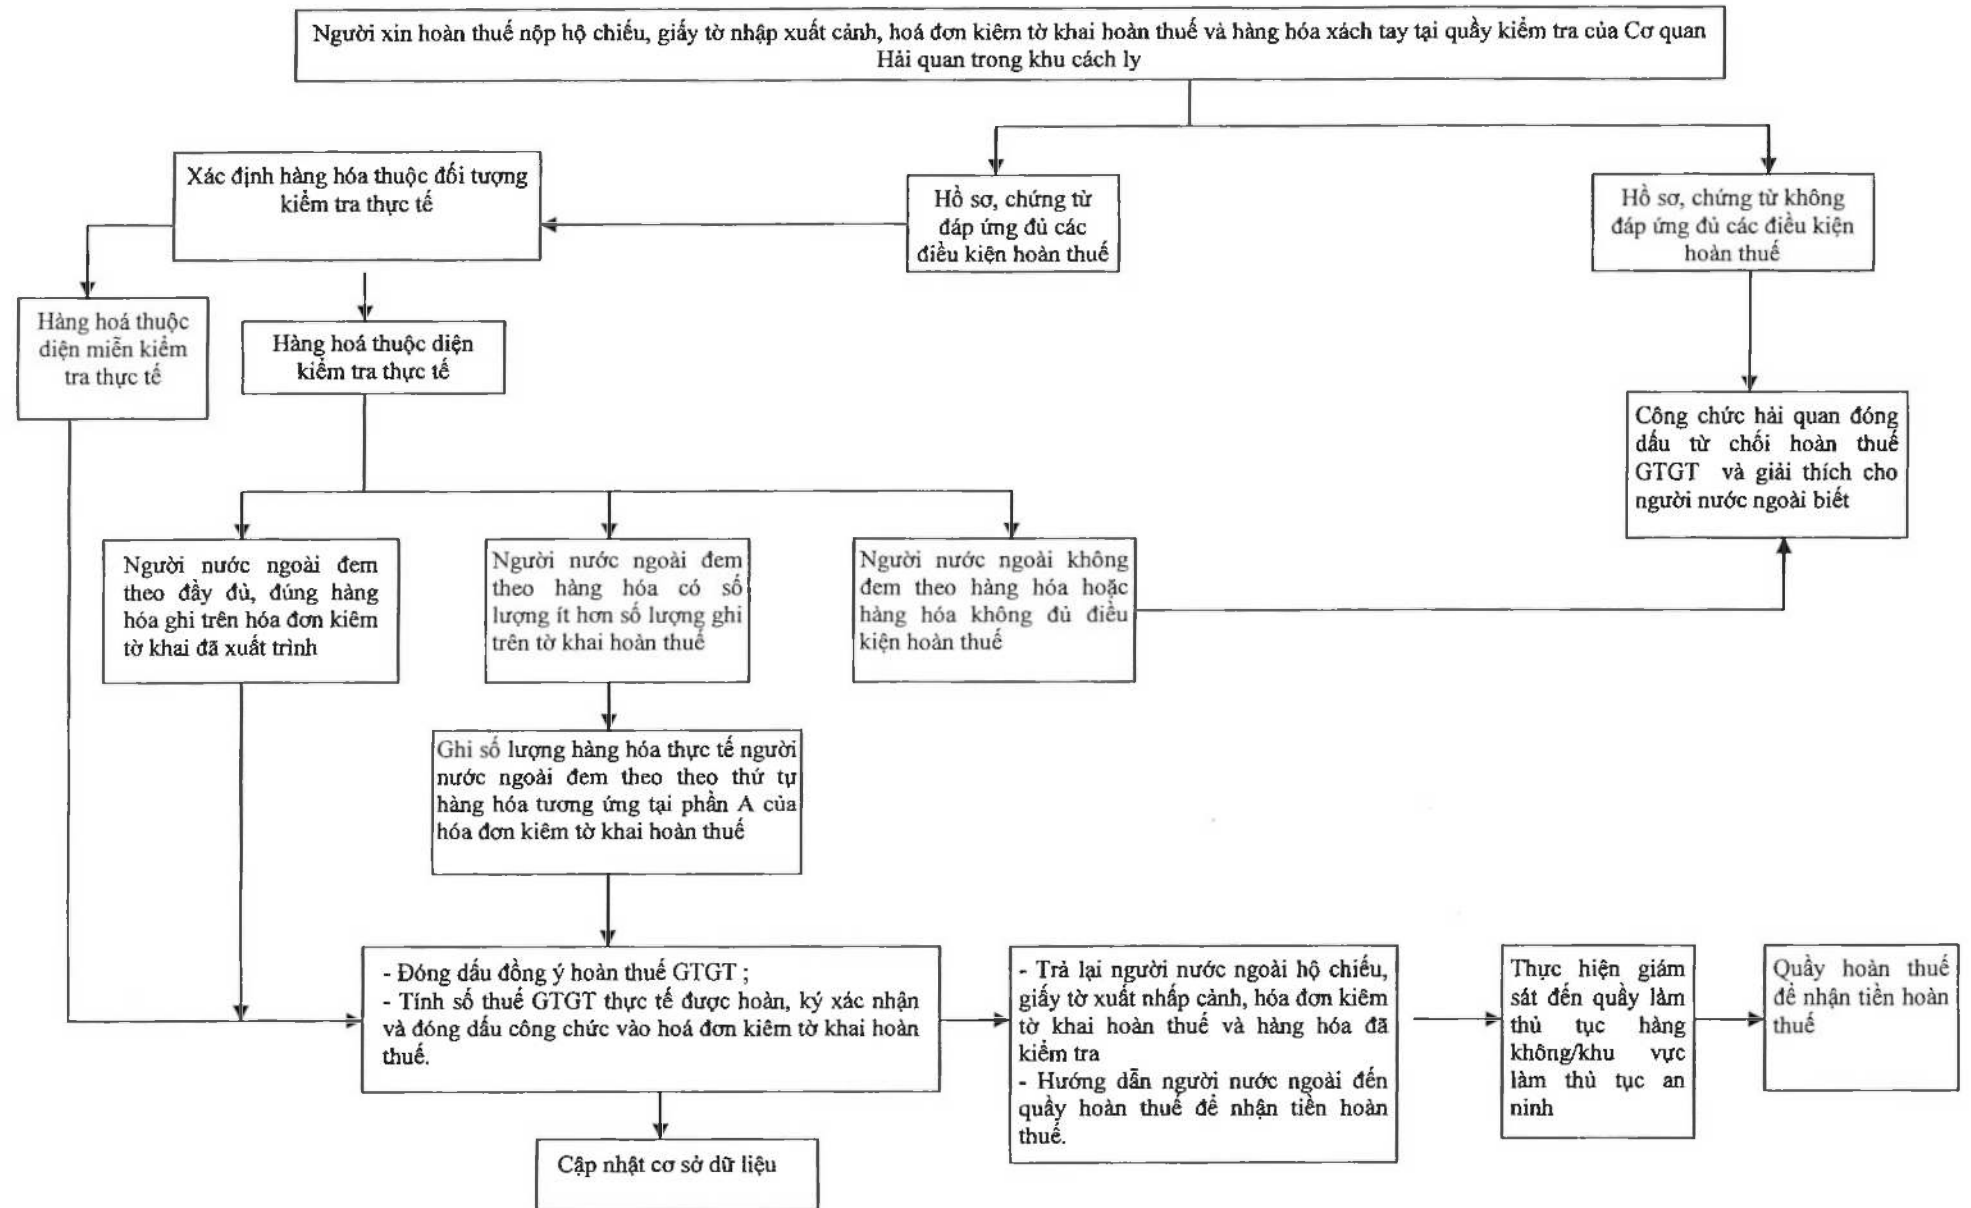 Người xin hoàn thuế nộp hộ chiếu, giấy tờ nhập xuất cảnh, hoá đơn kiêm tờ khai hoàn thuế và hàng hóa xách tay tại quầy kiểm tra của Cơ quan
Hải quan trong khu cách ly
Xác định hàng hóa thuộc đối tượng
kiểm tra thực tế
Hồ sơ, chứng từ
đáp ứng đủ các
điều kiện hoàn thuế
Hồ sơ, chứng từ không
đáp ứng đủ các điều kiện
hoàn thuế
Hàng hoá thuộc
diện miễn kiểm
tra thực tế
Hàng hoá thuộc diện
kiểm tra thực tế
Công chức hải quan đóng
dấu từ chối hoàn thuế
GTGT và giải thích cho
người nước ngoài biết
Người nước ngoài đem
theo đầy đủ, đúng hàng
hóa ghi trên hóa đơn kiêm
tờ khai đã xuất trình
Người nước ngoài đem
theo hàng hóa có số
lượng ít hơn số lượng ghi
trên tờ khai hoàn thuế
Người nước ngoài không
đem theo hàng hóa hoặc
hàng hóa không đủ điều
kiện hoàn thuế
Ghi số lượng hàng hóa thực tế người
nước ngoài đem theo theo thứ tự
hàng hóa tương ứng tại phần A của
hóa đơn kiêm tờ khai hoàn thuế
- Đóng dấu đồng ý hoàn thuế GTGT ;
- Tính số thuế GTGT thực tế được hoàn, ký xác nhận
và đóng dấu công chức vào hoá đơn kiêm tờ khai hoàn
thuế.
- Trả lại người nước ngoài hộ chiếu,
giấy tờ xuất nhấp cảnh, hóa đơn kiêm
tờ khai hoàn thuế và hàng hóa đã
kiểm tra
- Hướng dẫn người nước ngoài đến
quầy hoàn thuế để nhận tiền hoàn
thuế.
Thực hiện giám
sát đến quầy làm
thủ tục hàng
không/khu vực
làm thủ tục an
ninh
Quầy hoàn thuế
để nhận tiền hoàn
thuế
Cập nhật cơ sở dữ liệu